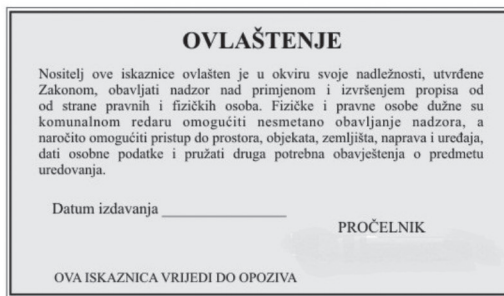 OVLAŠTENJE
Nositelj ove iskaznice ovlašten je u okviru svoje nadležnosti, utvrđene
Zakonom, obavljati nadzor nad primjenom i izvršenjem propisa od
od strane pravnih i fizičkih osoba. Fizičke i pravne osobe dužne su
komunalnom redaru omogućiti nesmetano obavljanje nadzora, a
naročito omogućiti pristup do prostora, objekata, zemljišta, naprava i uređaja,
dati osobne podatke i pružati druga potrebna obavještenja o predmetu
uredovanja.
Datum izdavanja _______________
PROČELNIK
OVA ISKAZNICA VRIJEDI DO OPOZIVA